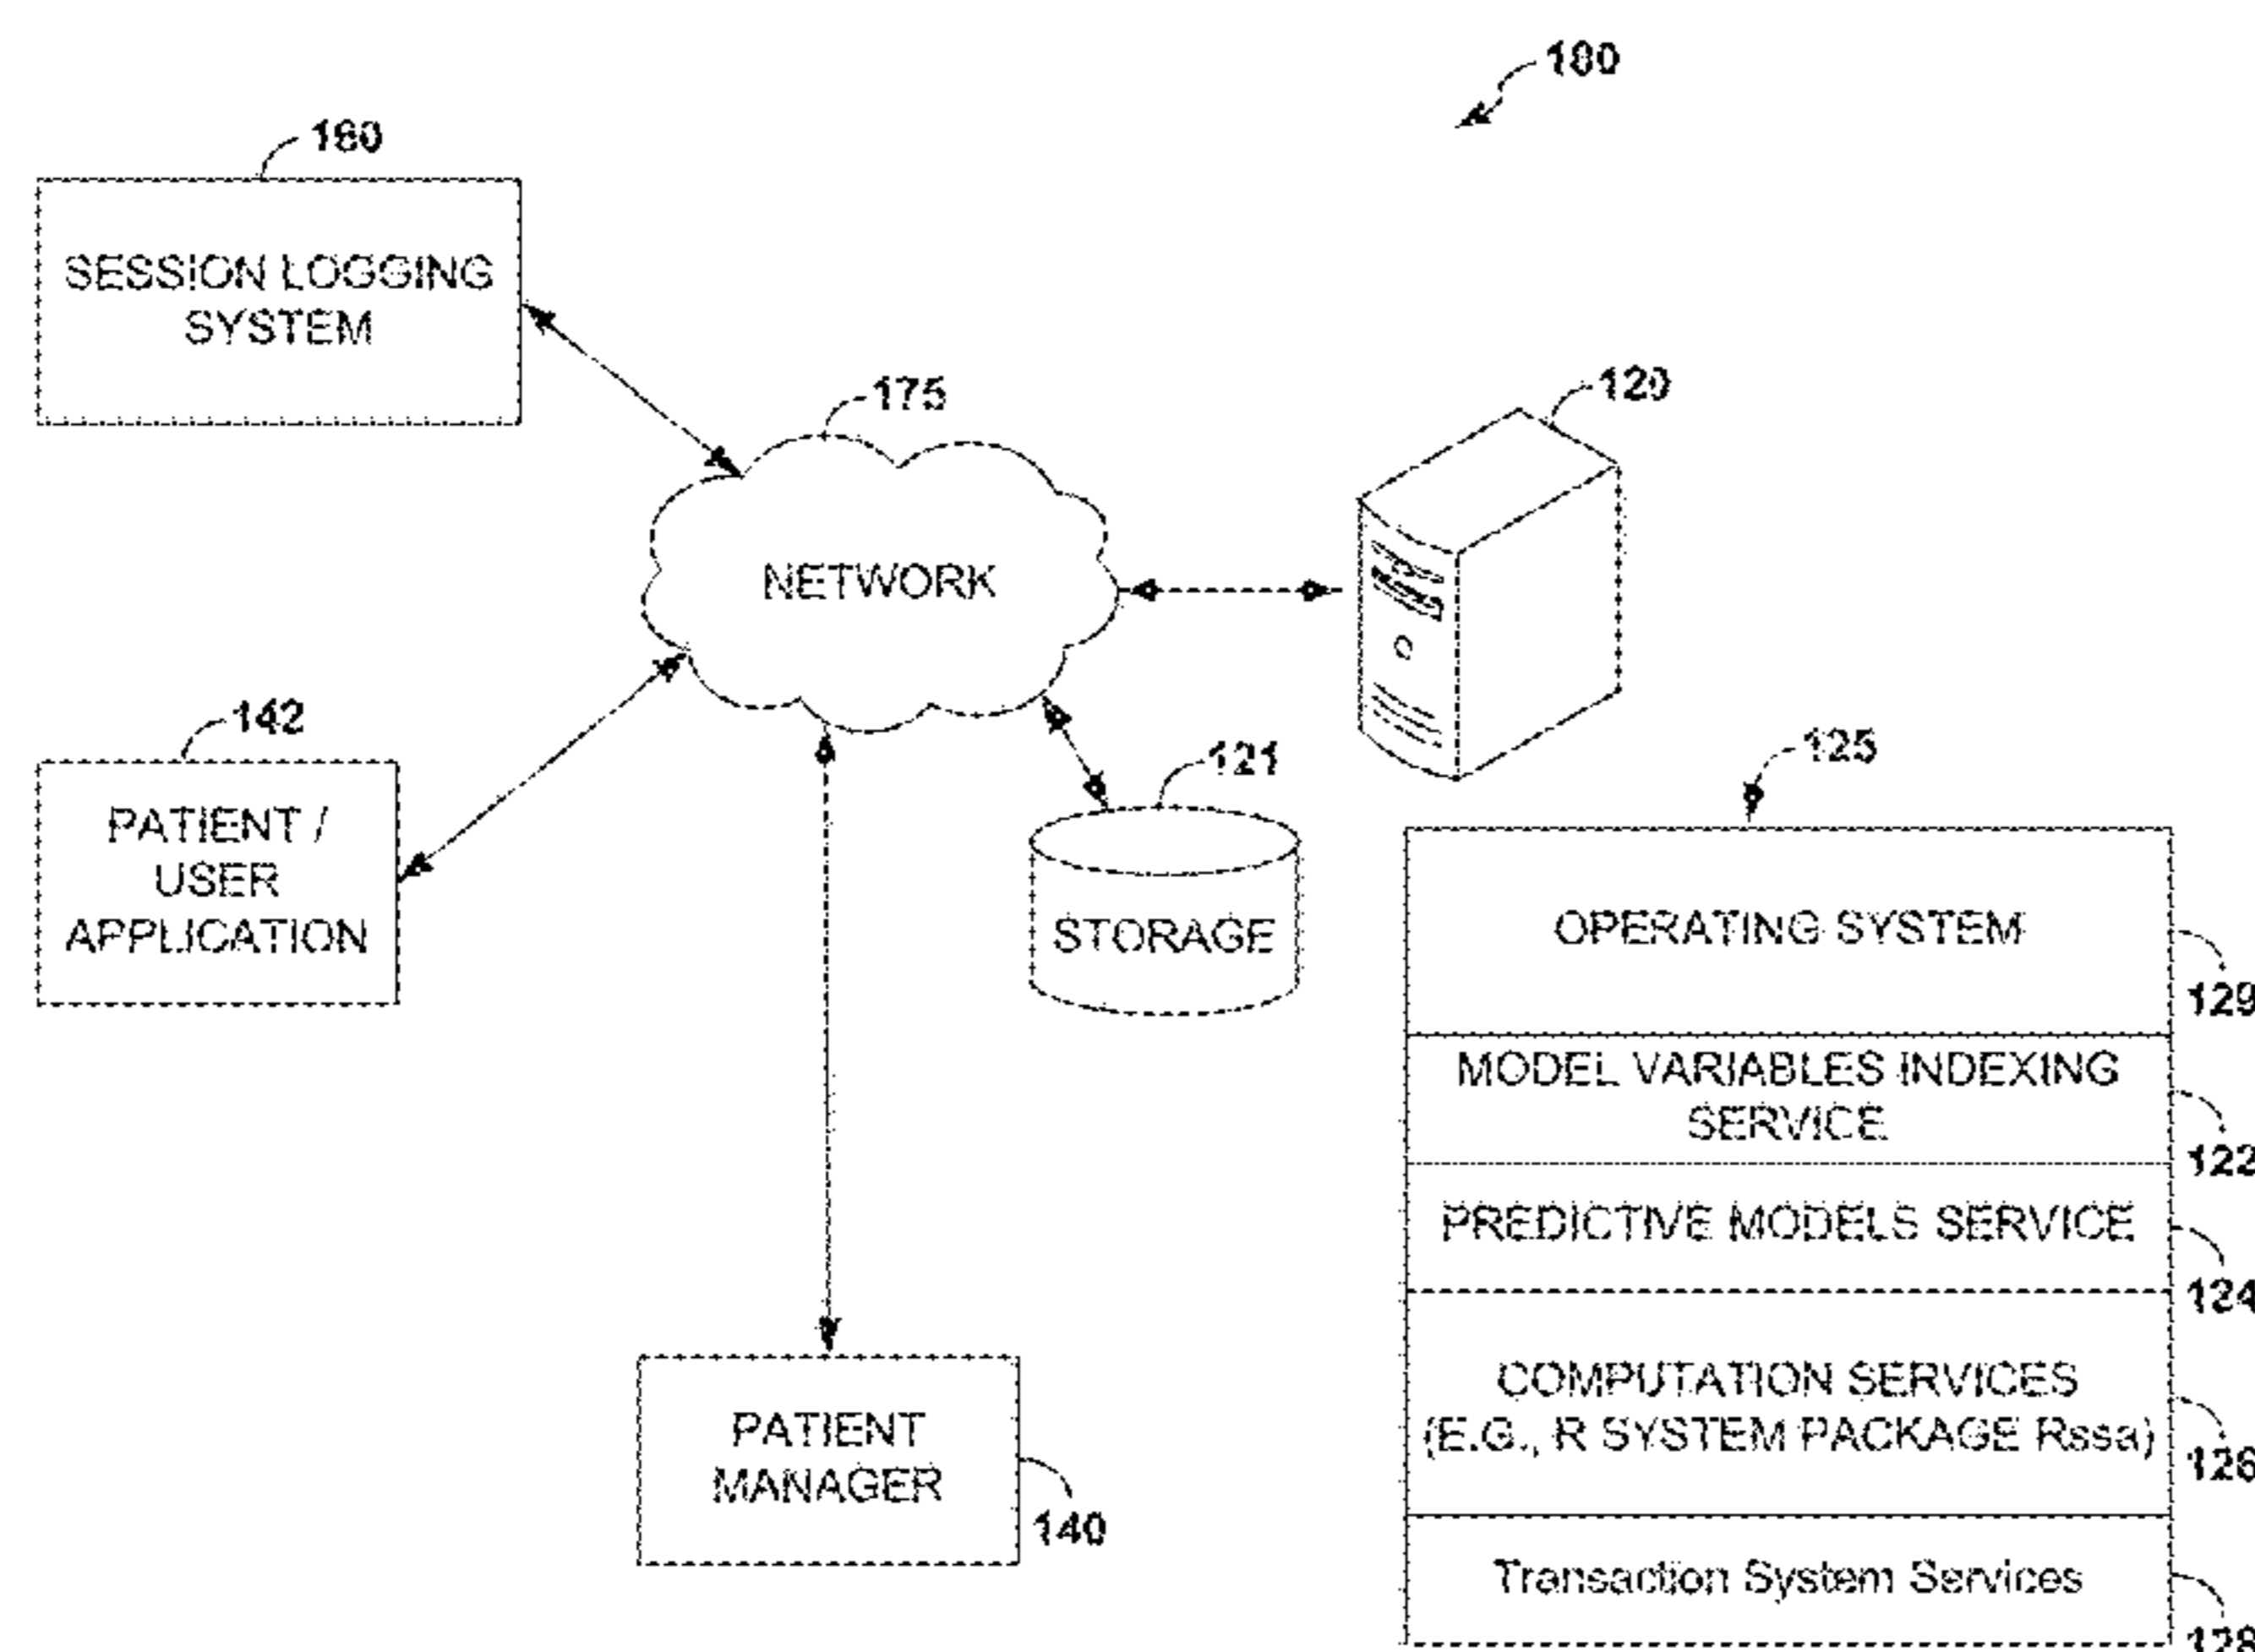 100
160
SESSION LOGGING
SYSTEM
175
120
NETWORK
142
121
125
PATIENT /
USER
APPLICATION
STORAGE
OPERATING SYSTEM
129
MODEL VARIABLES INDEXING
SERVICE
122
PREDICTIVE MODELS SERVICE
124
COMPUTATION SERVICES
(E.G., R SYSTEM PACKAGE Rssa)
126
PATIENT
MANAGER
140
Transaction System Services
128